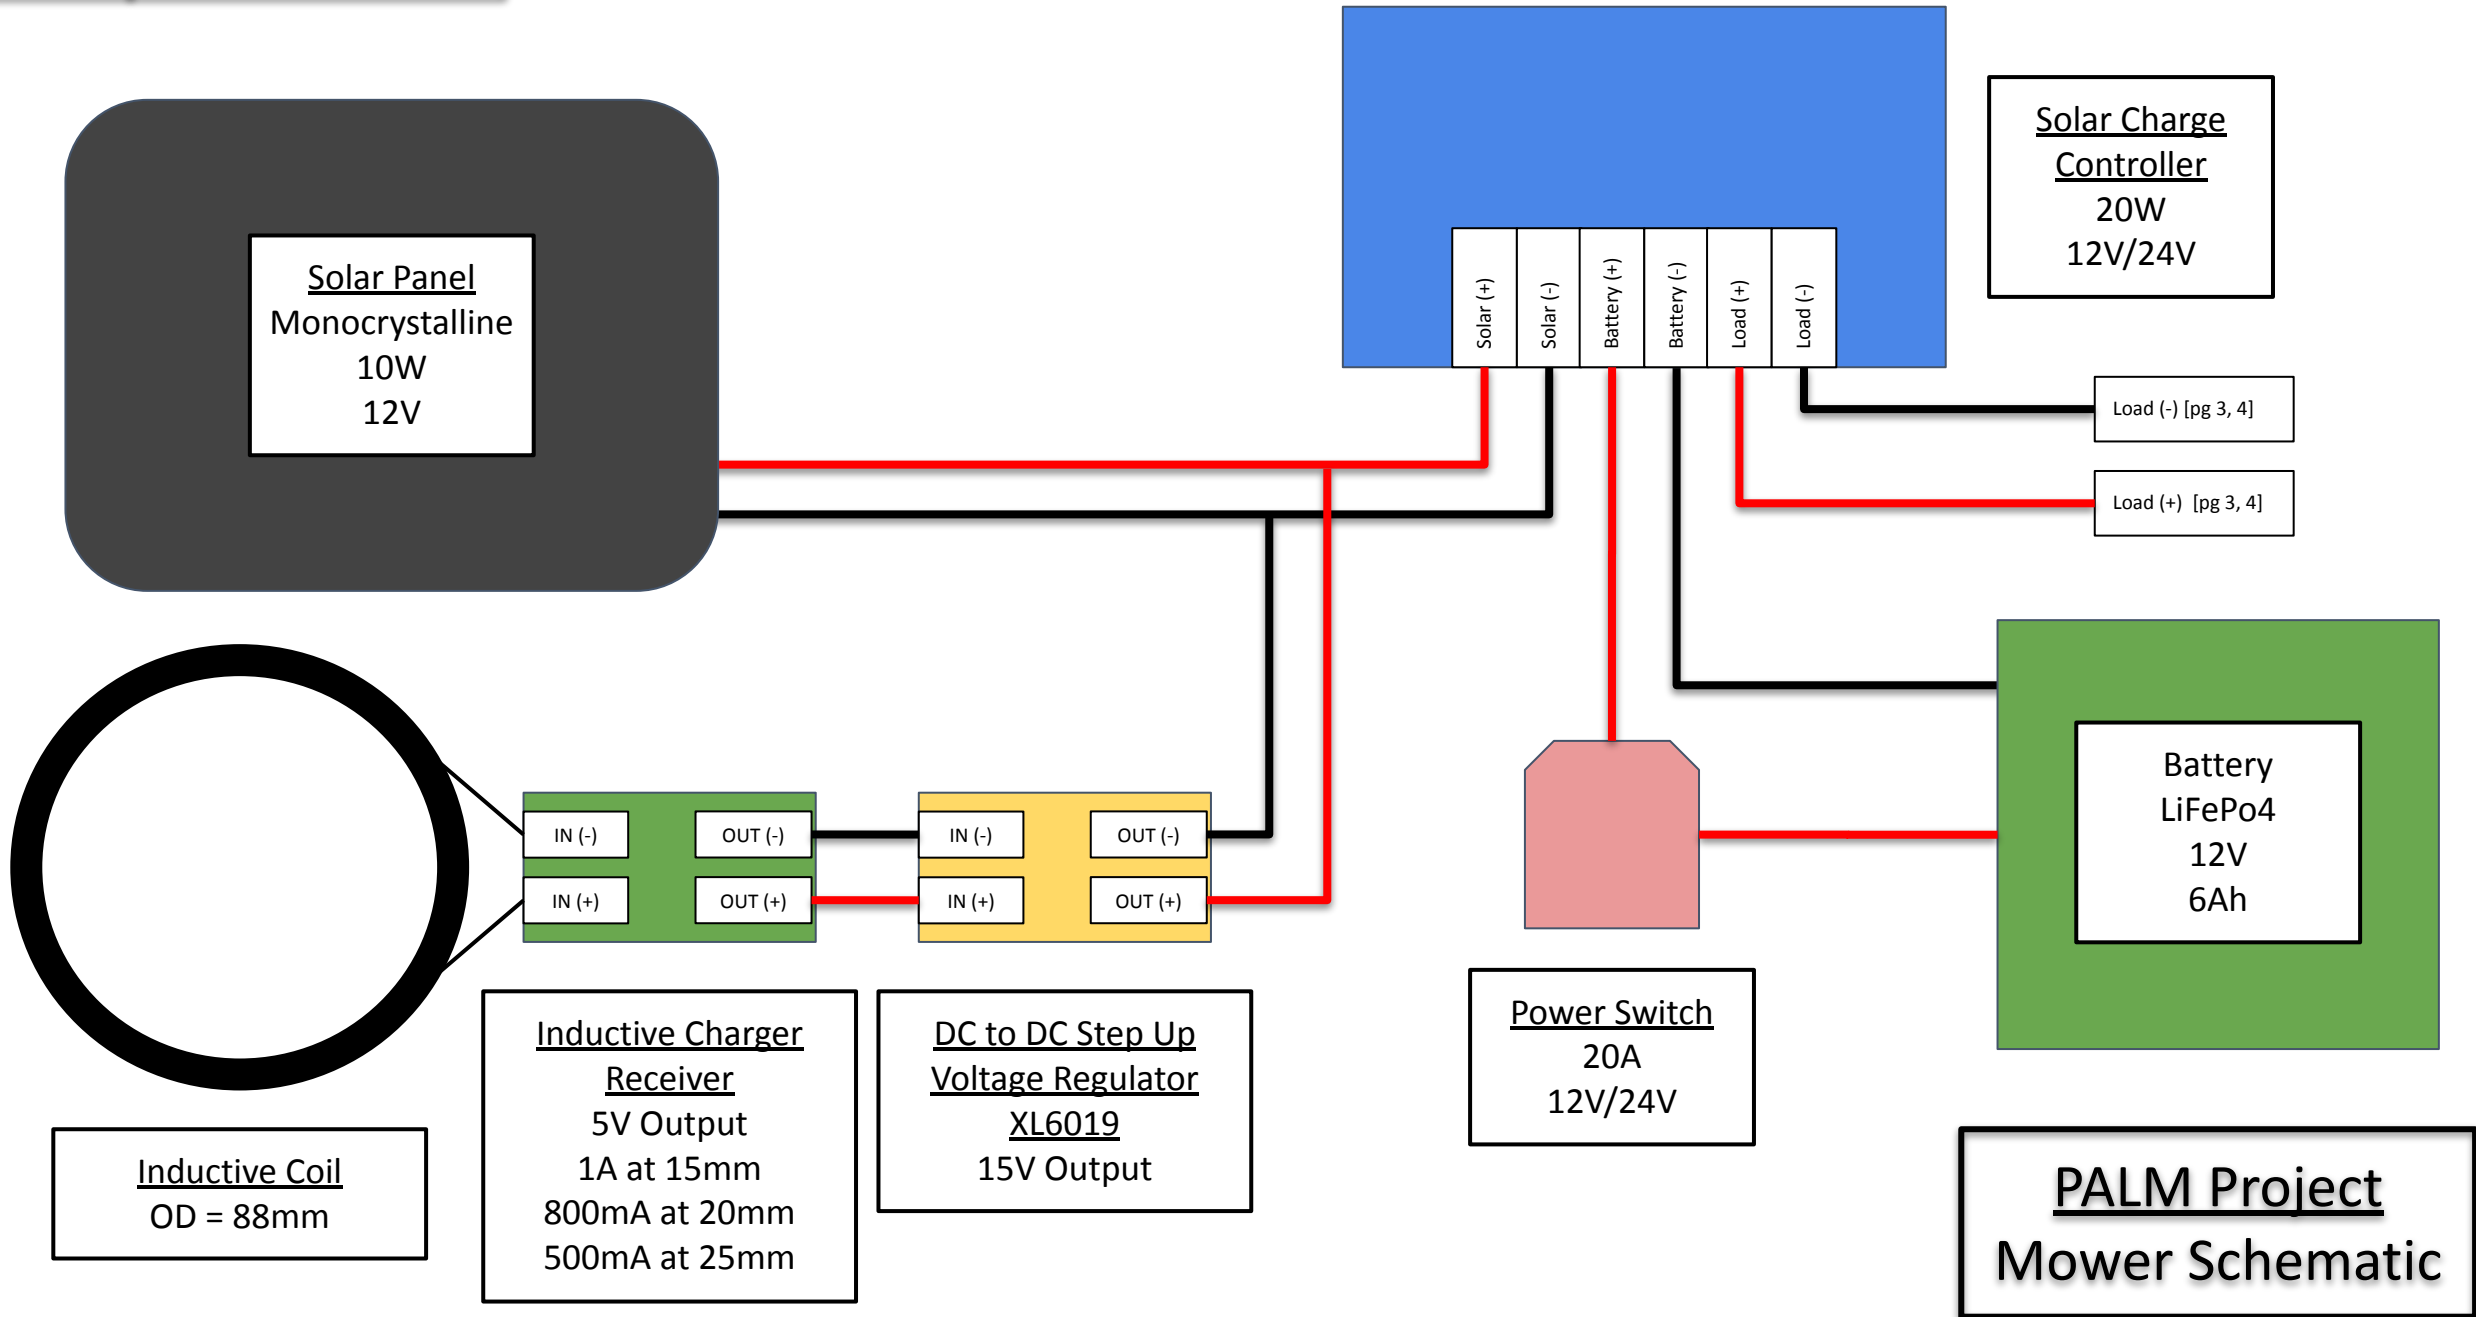 Solar Panel
Monocrystalline
10W
12V
Solar (+)
Solar (-)
Battery (+)
Battery (-)
Load (+)
Load (-)
Solar Charge
Controller
20W
12V/24V
Load (-) [pg 3, 4]
Load (+) [pg 3, 4]
IN (-)
IN (+)
OUT (-)
OUT (+)
IN (-)
IN (+)
OUT (-)
OUT (+)
Battery
LiFePo4
12V
6Ah
Inductive Coil
OD = 88mm
Inductive Charger
Receiver
5V Output
1A at 15mm
800mA at 20mm
500mA at 25mm
DC to DC Step Up
Voltage Regulator
XL6019
15V Output
Power Switch
20A
12V/24V
PALM Project
Mower Schematic